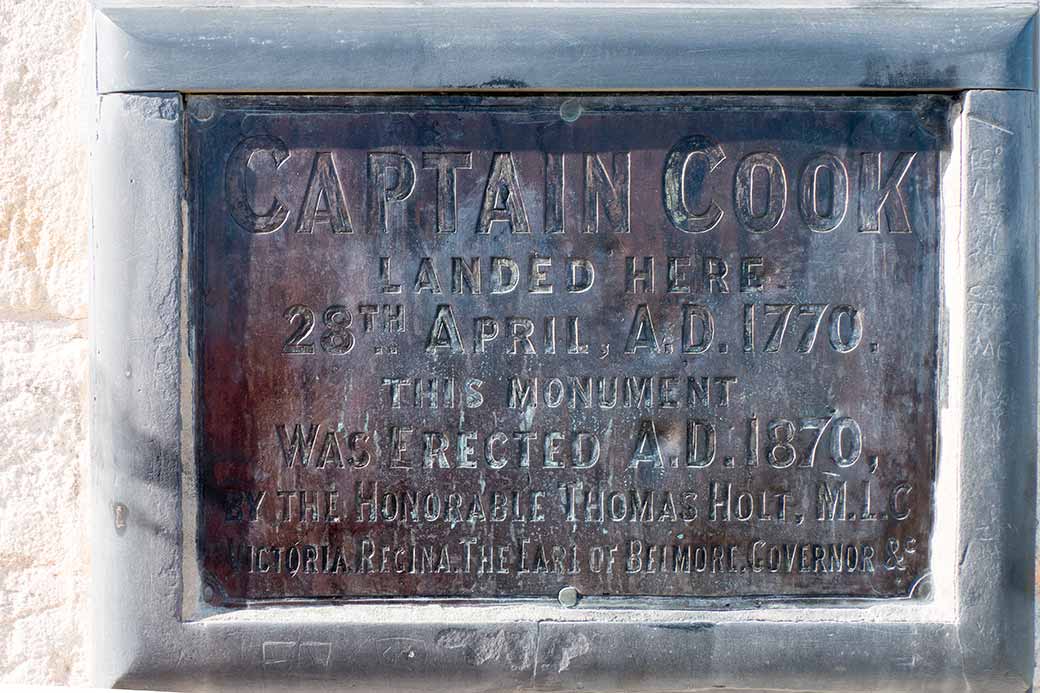 CAPTAIN COOK
LANDED HERE.
28TH APRIL, A.D. 1770.
THIS MONUMENT
WAS ERECTED A.D. 1870,
BY THE HONORABLE THOMAS HOLT, M.L.C
VICTORIA REGINA. THE EARL OF BELMORE, GOVERNOR &c